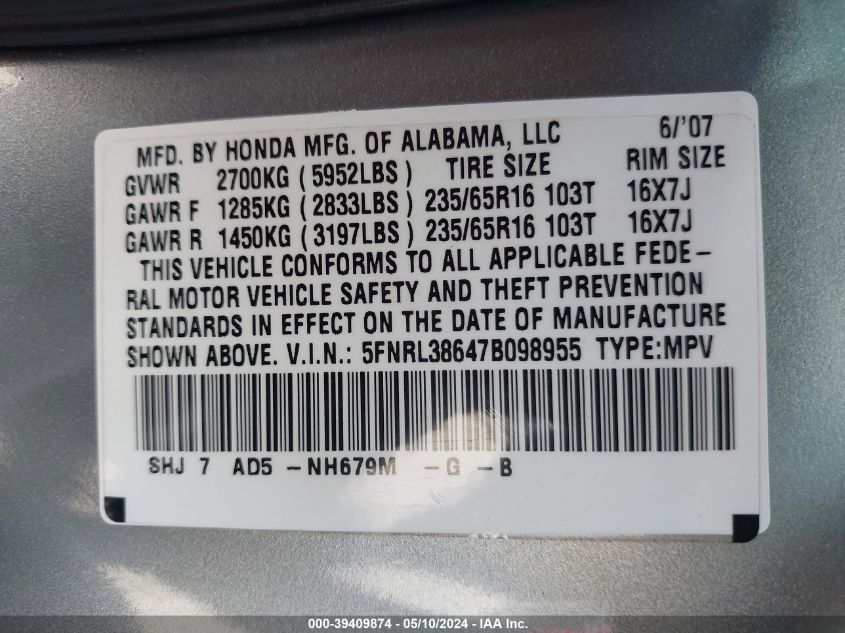 MFD. BY HONDA MFG. OF ALABAMA, LLC 6/'07
GVWR 2700KG (5952LBS) TIRE SIZE RIM SIZE
GAWR F 1285KG (2833LBS) 235/65R16 103T 16X7J
GAWR R 1450KG (3197LBS) 235/65R16 103T 16X7J
THIS VEHICLE CONFORMS TO ALL APPLICABLE FEDE-
RAL MOTOR VEHICLE SAFETY AND THEFT PREVENTION
STANDARDS IN EFFECT ON THE DATE OF MANUFACTURE
SHOWN ABOVE. V.I.N.: 5FNRL38647B098955 TYPE:MPV
SHJ 7 AD5 -NH679M -G -B
000-39409874 - 05/10/2024 - IAA Inc.